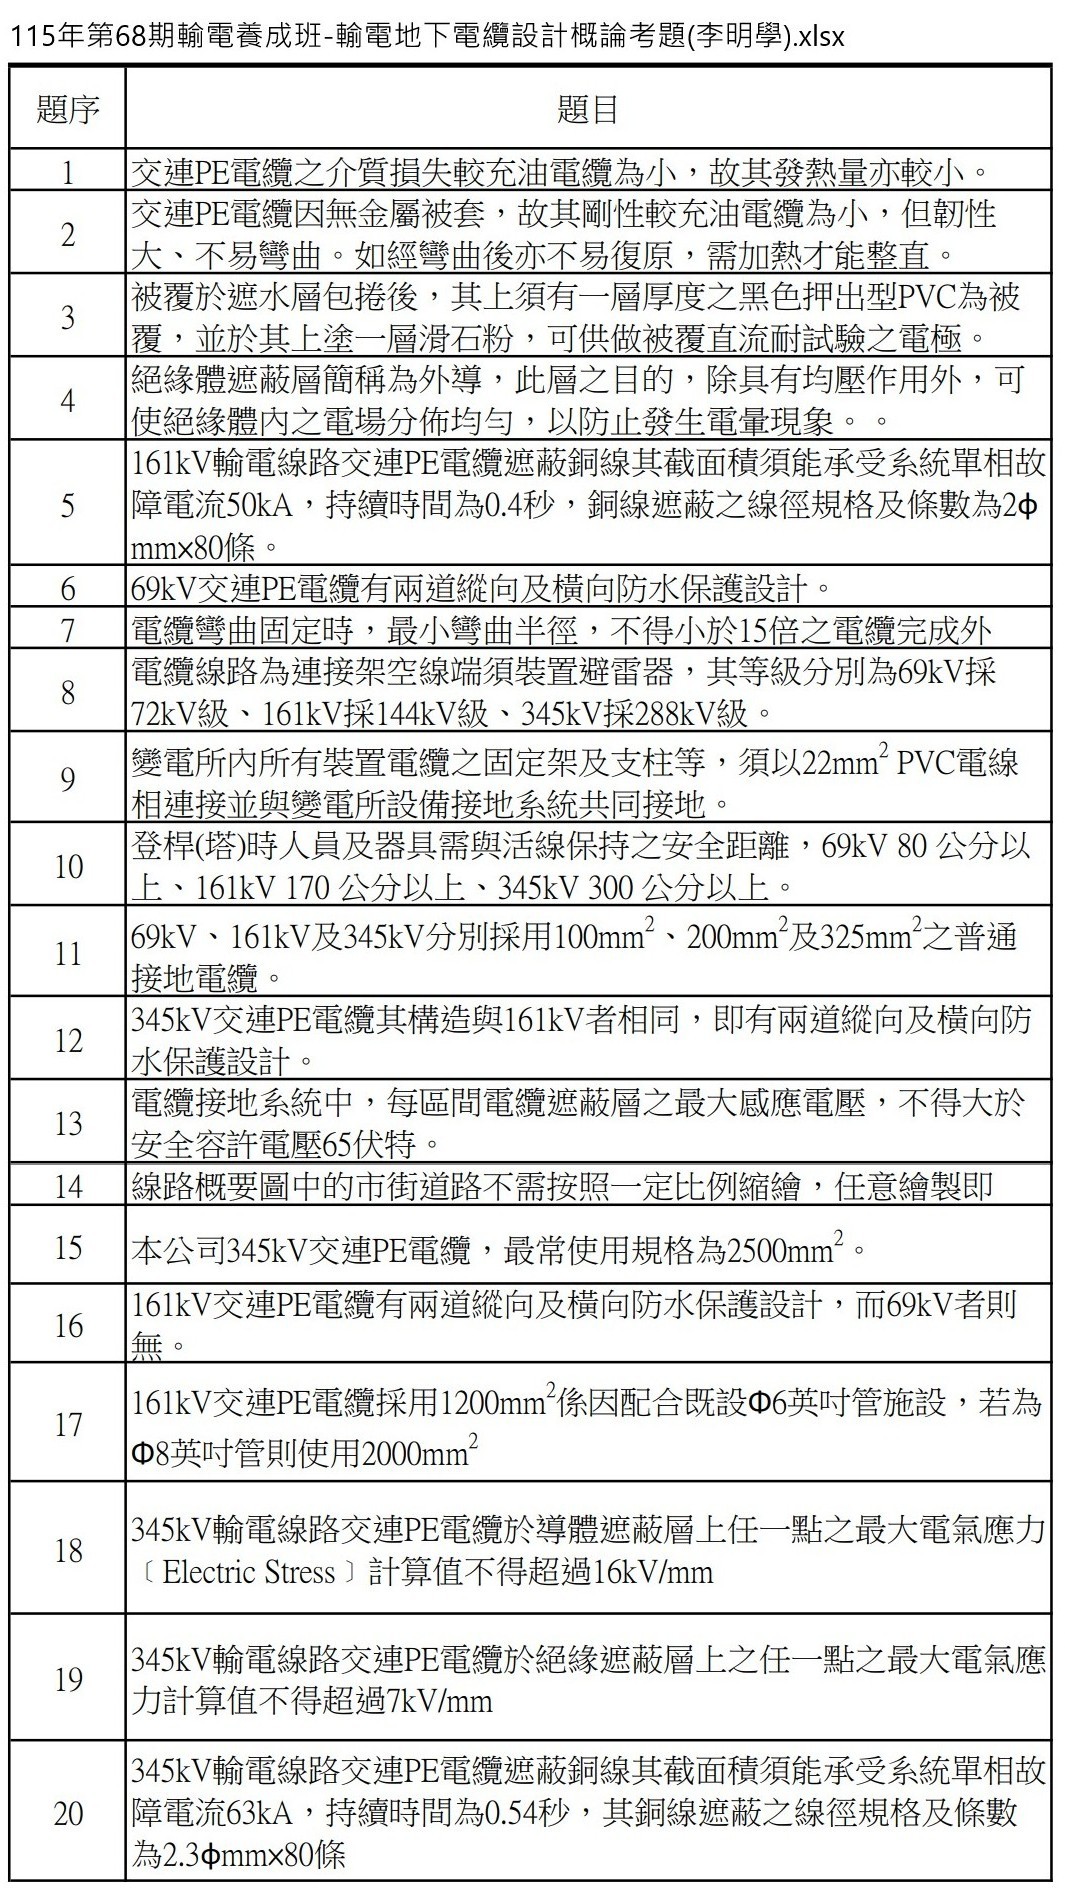 115年第68期輸電養成班-輸電地下電纜設計概論考題(李明學).xlsx
題序 題目
1 交連PE電纜之介質損失較充油電纜為小，故其發熱量亦較小。
2 交連PE電纜因無金屬被套，故其剛性較充油電纜為小，但韌性
大、不易彎曲。如經彎曲後亦不易復原，需加熱才能整直。
3 被覆於遮水層包捲後，其上須有一層厚度之黑色押出型PVC為被
覆，並於其上塗一層滑石粉，可供做被覆直流耐試驗之電極。
4 絕緣體遮蔽層簡稱為外導，此層之目的，除具有均壓作用外，可
使絕緣體內之電場分佈均勻，以防止發生電暈現象。。
5 161kV輸電線路交連PE電纜遮蔽銅線其截面積須能承受系統單相故
障電流50kA，持續時間為0.4秒，銅線遮蔽之線徑規格及條數為2ϕ
mm×80條。
6 69kV交連PE電纜有兩道縱向及橫向防水保護設計。
7 電纜彎曲固定時，最小彎曲半徑，不得小於15倍之電纜完成外
8 電纜線路為連接架空線端須裝置避雷器，其等級分別為69kV採
72kV級、161kV採144kV級、345kV採288kV級。
9 變電所內所有裝置電纜之固定架及支柱等，須以22mm² PVC電線
相連接並與變電所設備接地系統共同接地。
10 登桿(塔)時人員及器具需與活線保持之安全距離，69kV 80 公分以
上、161kV 170 公分以上、345kV 300 公分以上。
11 69kV、161kV及345kV分別採用100mm²、200mm²及325mm²之普通
接地電纜。
12 345kV交連PE電纜其構造與161kV者相同，即有兩道縱向及橫向防
水保護設計。
13 電纜接地系統中，每區間電纜遮蔽層之最大感應電壓，不得大於
安全容許電壓65伏特。
14 線路概要圖中的市街道路不需按照一定比例縮繪，任意繪製即
15 本公司345kV交連PE電纜，最常使用規格為2500mm²。
16 161kV交連PE電纜有兩道縱向及橫向防水保護設計，而69kV者則
無。
17 161kV交連PE電纜採用1200mm²係因配合既設Φ6英吋管施設，若為
Φ8英吋管則使用2000mm²
18 345kV輸電線路交連PE電纜於導體遮蔽層上任一點之最大電氣應力
﹝Electric Stress﹞計算值不得超過16kV/mm
19 345kV輸電線路交連PE電纜於絕緣遮蔽層上之任一點之最大電氣應
力計算值不得超過7kV/mm
20 345kV輸電線路交連PE電纜遮蔽銅線其截面積須能承受系統單相故
障電流63kA，持續時間為0.54秒，其銅線遮蔽之線徑規格及條數
為2.3ϕmm×80條